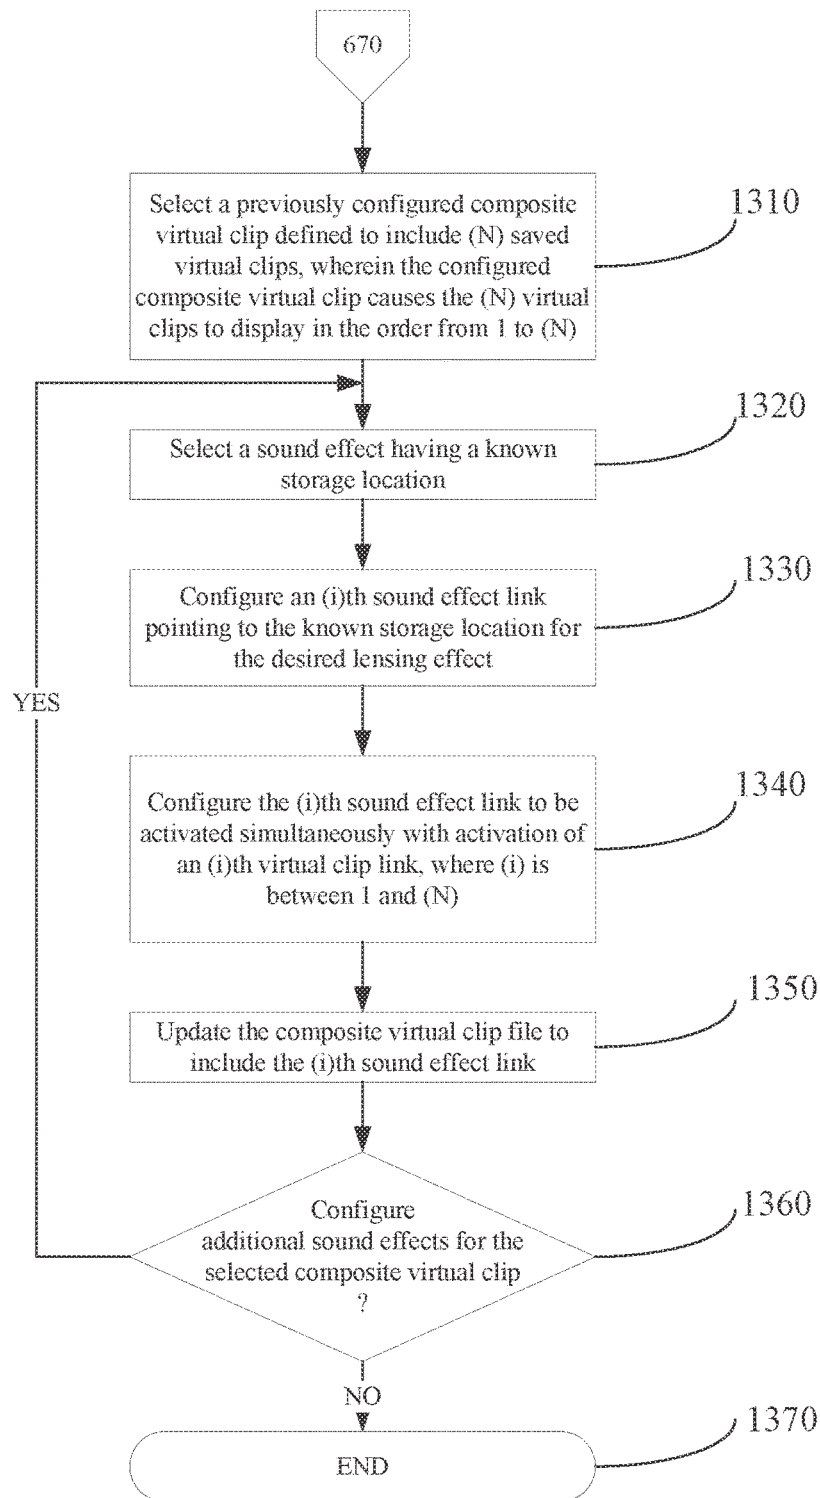 670
Select a previously configured composite
virtual clip defined to include (N) saved
virtual clips, wherein the configured
composite virtual clip causes the (N) virtual
clips to display in the order from 1 to (N)
1310
Select a sound effect having a known
storage location
1320
Configure an (i)th sound effect link
pointing to the known storage location for
the desired lensing effect
1330
YES
Configure the (i)th sound effect link to be
activated simultaneously with activation of
an (i)th virtual clip link, where (i) is
between 1 and (N)
1340
Update the composite virtual clip file to
include the (i)th sound effect link
1350
Configure
additional sound effects for the
selected composite virtual clip
?
1360
NO
END
1370